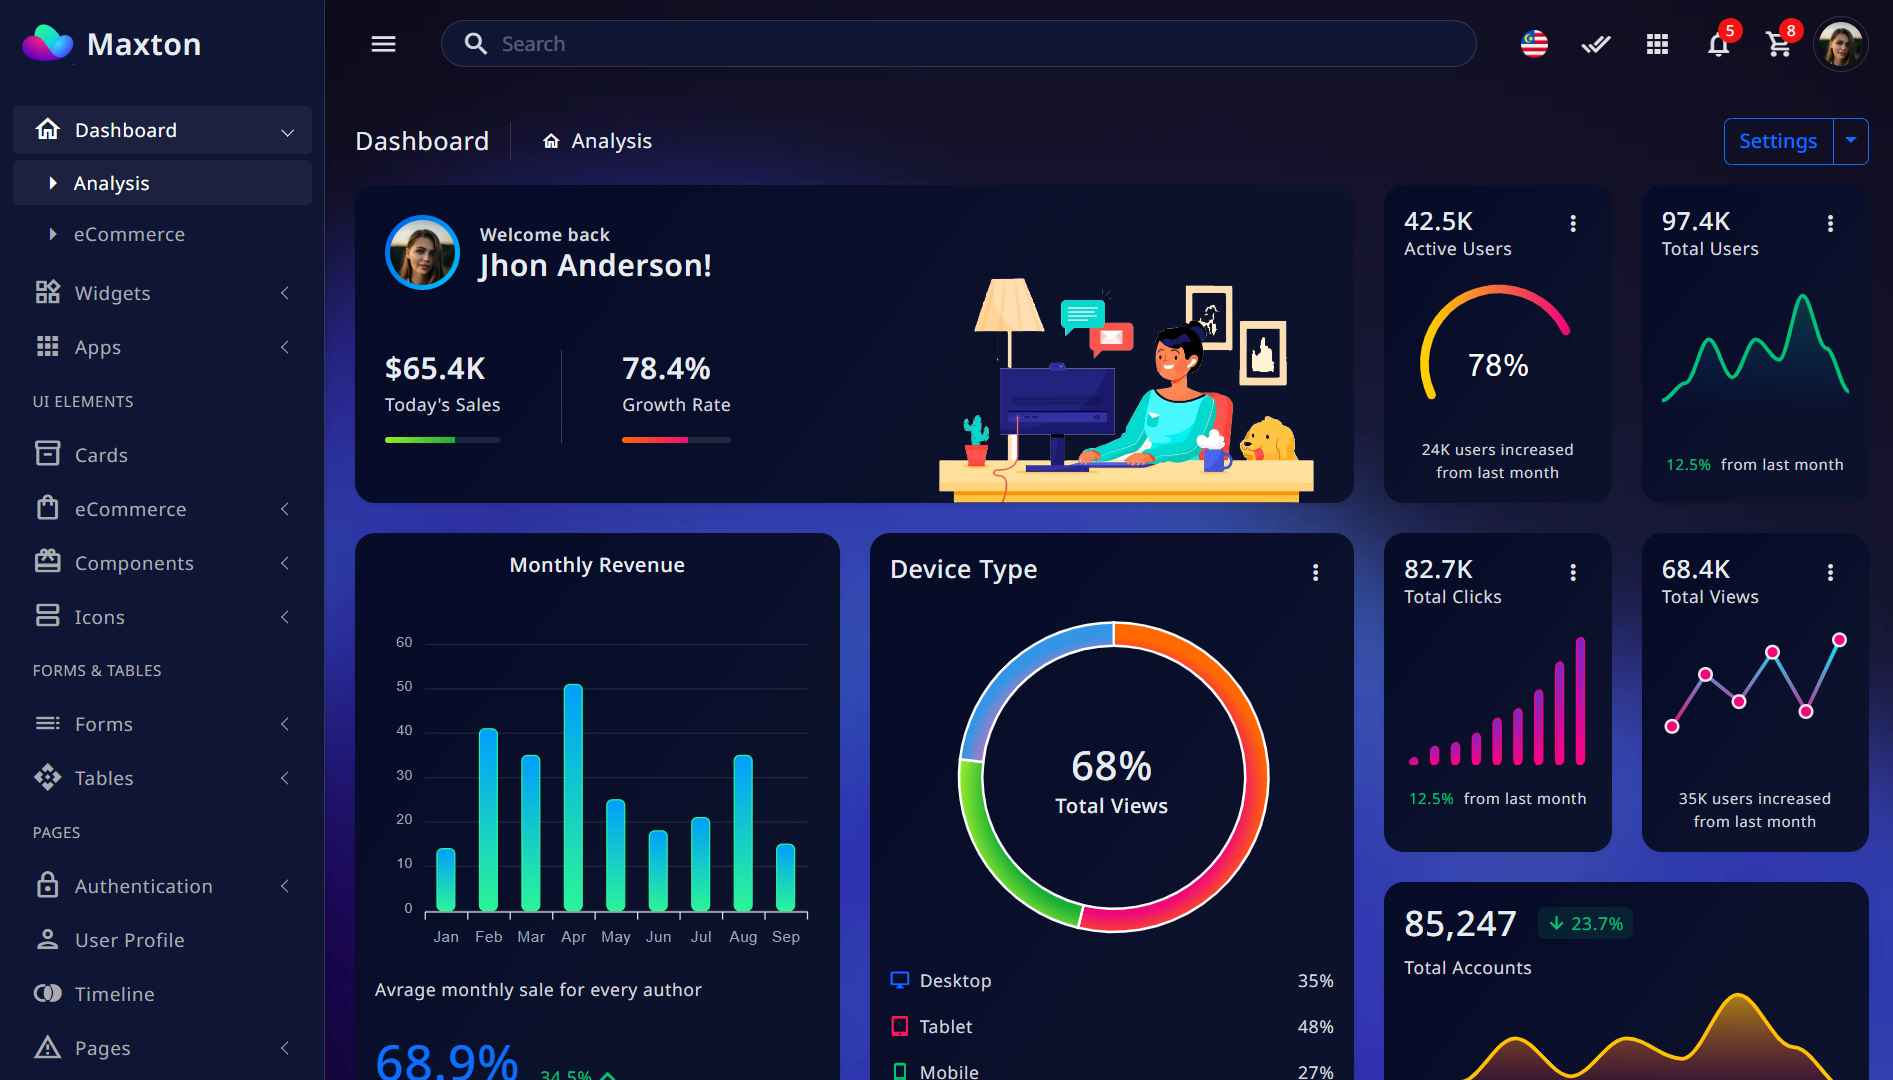 Maxton
Search
5
8
Dashboard
Analysis
eCommerce
Widgets
Apps
UI ELEMENTS
Cards
eCommerce
Components
Icons
FORMS & TABLES
Forms
Tables
PAGES
Authentication
User Profile
Timeline
Pages
Dashboard
Analysis
Settings
Welcome back
Jhon Anderson!
$65.4K
Today's Sales
78.4%
Growth Rate
42.5K
Active Users
78%
24K users increased
from last month
97.4K
Total Users
12.5% from last month
Monthly Revenue
60
50
40
30
20
10
0
Jan Feb Mar Apr May Jun Jul Aug Sep
Avrage monthly sale for every author
68.9%
34.5%
Device Type
68%
Total Views
Desktop 35%
Tablet 48%
Mobile 27%
82.7K
Total Clicks
12.5% from last month
68.4K
Total Views
35K users increased
from last month
85,247
23.7%
Total Accounts